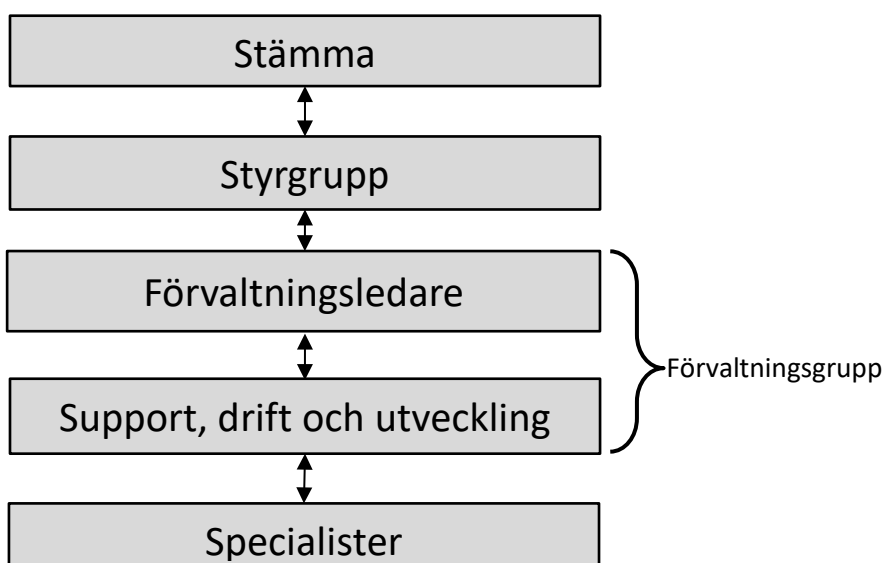 Stämma
Styrgrupp
Förvaltningsledare
Förvaltningsgrupp
Support, drift och utveckling
Specialister